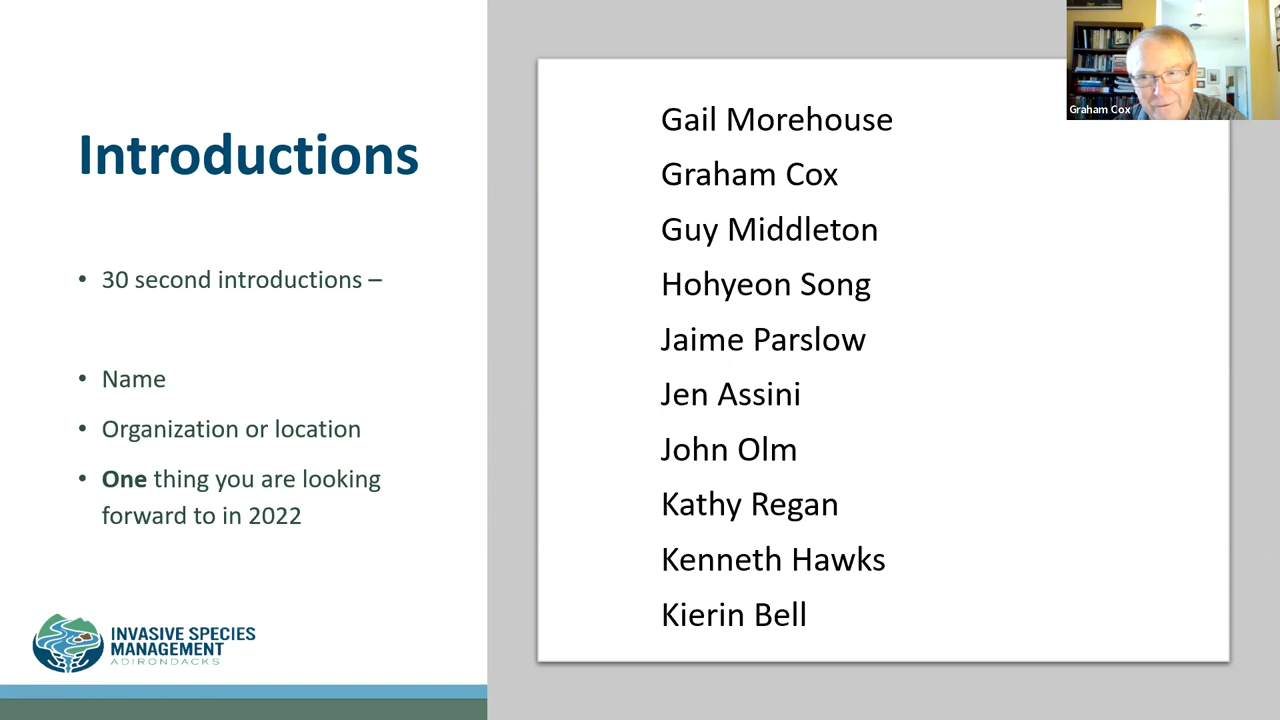 Introductions
• 30 second introductions –
• Name
• Organization or location
• One thing you are looking
forward to in 2022
INVASIVE SPECIES
MANAGEMENT
ADIRONDACKS
Gail Morehouse
Graham Cox
Guy Middleton
Hohyeon Song
Jaime Parslow
Jen Assini
John Olm
Kathy Regan
Kenneth Hawks
Kierin Bell
Graham Cox